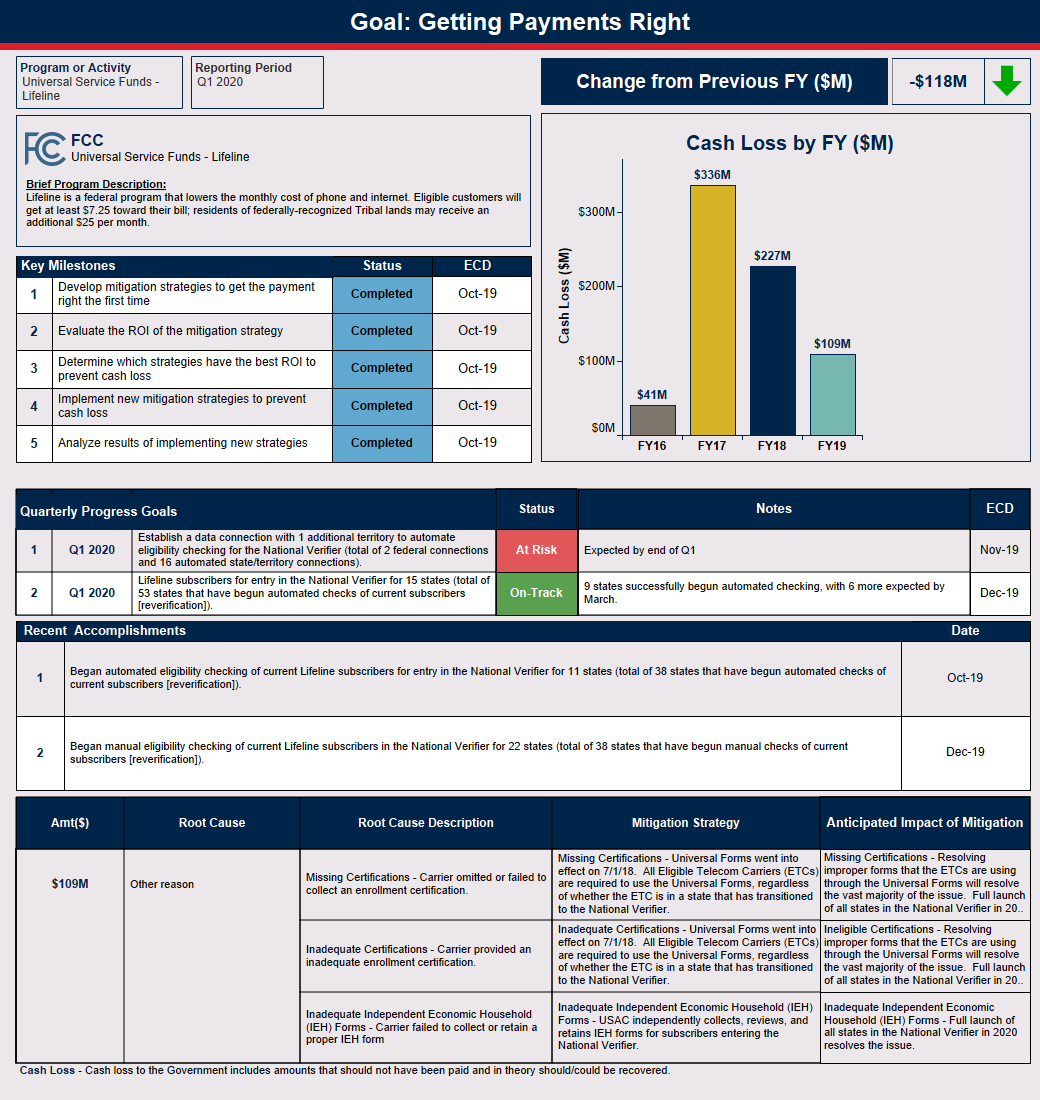 Goal: Getting Payments Right
Program or Activity
Universal Service Funds -
Lifeline
Reporting Period
Q1 2020
Change from Previous FY ($M)
-$118M
FCC
FCC
Universal Service Funds - Lifeline
Brief Program Description:
Lifeline is a federal program that lowers the monthly cost of phone and internet. Eligible customers will
get at least $7.25 toward their bill; residents of federally-recognized Tribal lands may receive an
additional $25 per month.
Key Milestones Status ECD
1 Develop mitigation strategies to get the payment
right the first time Completed Oct-19
2 Evaluate the ROI of the mitigation strategy Completed Oct-19
3 Determine which strategies have the best ROI to
prevent cash loss Completed Oct-19
4 Implement new mitigation strategies to prevent
cash loss Completed Oct-19
5 Analyze results of implementing new strategies Completed Oct-19
Cash Loss by FY ($M)
Cash Loss ($M)
$300M
$200M
$100M
$0M
$41M
$336M
$227M
$109M
FY16 FY17 FY18 FY19
Quarterly Progress Goals Status Notes ECD
1 Q1 2020 Establish a data connection with 1 additional territory to automate
eligibility checking for the National Verifier (total of 2 federal connections
and 16 automated state/territory connections). At Risk Expected by end of Q1 Nov-19
2 Q1 2020 Lifeline subscribers for entry in the National Verifier for 15 states (total of
53 states that have begun automated checks of current subscribers
[reverification]). On-Track 9 states successfully begun automated checking, with 6 more expected by
March. Dec-19
Recent Accomplishments Date
1 Began automated eligibility checking of current Lifeline subscribers for entry in the National Verifier for 11 states (total of 38 states that have begun automated checks of
current subscribers [reverification]). Oct-19
2 Began manual eligibility checking of current Lifeline subscribers in the National Verifier for 22 states (total of 38 states that have begun manual checks of current
subscribers [reverification]). Dec-19
Amt($) Root Cause Root Cause Description Mitigation Strategy Anticipated Impact of Mitigation
$109M Other reason
Missing Certifications - Carrier omitted or failed to
collect an enrollment certification.
Missing Certifications - Universal Forms went into
effect on 7/1/18. All Eligible Telecom Carriers (ETCs)
are required to use the Universal Forms, regardless
of whether the ETC is in a state that has transitioned
to the National Verifier.
Missing Certifications - Resolving
improper forms that the ETCs are using
through the Universal Forms will resolve
the vast majority of the issue. Full launch
of all states in the National Verifier in 20..
Inadequate Certifications - Carrier provided an
inadequate enrollment certification.
Inadequate Certifications - Universal Forms went into
effect on 7/1/18. All Eligible Telecom Carriers (ETCs)
are required to use the Universal Forms, regardless
of whether the ETC is in a state that has transitioned
to the National Verifier.
Ineligible Certifications - Resolving
improper forms that the ETCs are using
through the Universal Forms will resolve
the vast majority of the issue. Full launch
of all states in the National Verifier in 20..
Inadequate Independent Economic Household
(IEH) Forms - Carrier failed to collect or retain a
proper IEH form
Inadequate Independent Economic Household (IEH)
Forms - USAC independently collects, reviews, and
retains IEH forms for subscribers entering the
National Verifier.
Inadequate Independent Economic
Household (IEH) Forms - Full launch of
all states in the National Verifier in 2020
resolves the issue.
Cash Loss - Cash loss to the Government includes amounts that should not have been paid and in theory should/could be recovered.